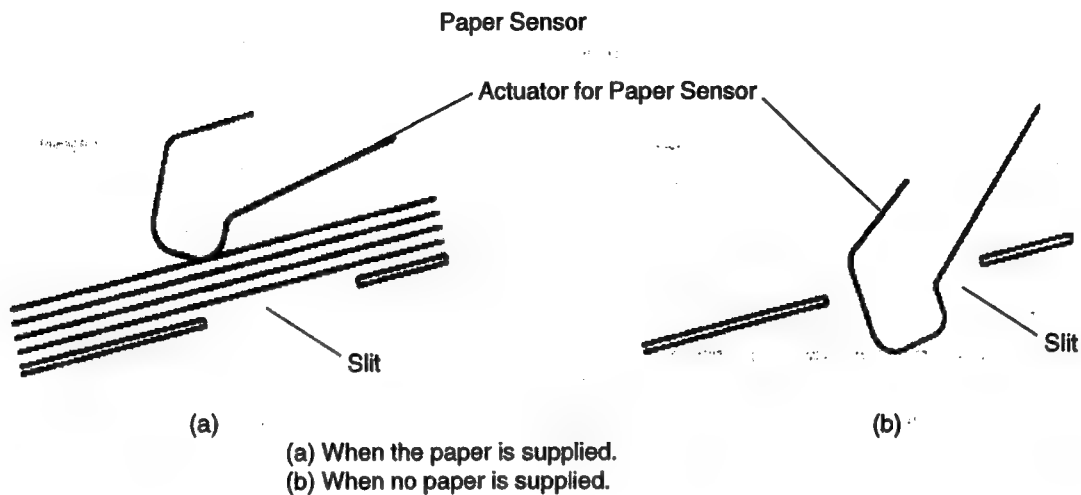 Paper Sensor
Actuator for Paper Sensor
Slit
Slit
(a)
(b)
(a) When the paper is supplied.
(b) When no paper is supplied.